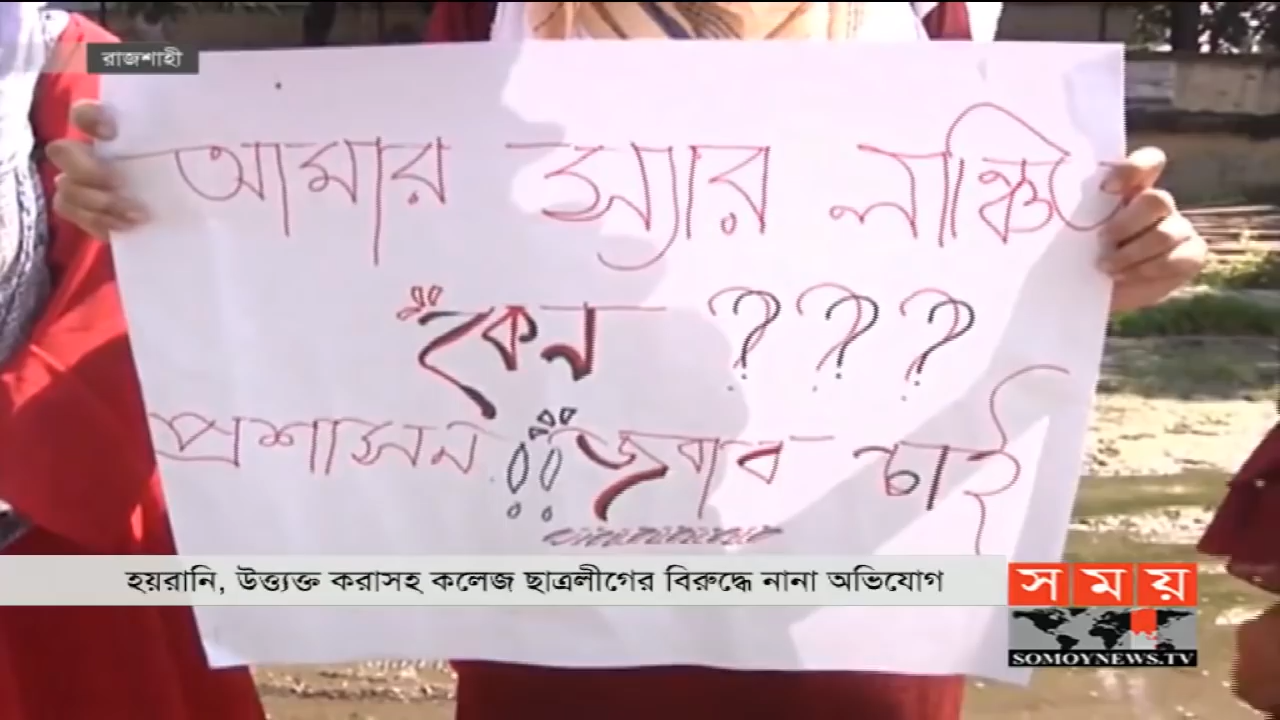 রাজশাহী
আমার স্যার লাঞ্চিত
কেন ? ? ?
প্রশাসন !! জবাব চাই
হয়রানি, উত্ত্যক্ত করাসহ কলেজ ছাত্রলীগের বিরুদ্ধে নানা অভিযোগ
সময়
SOMOYNEWS.TV